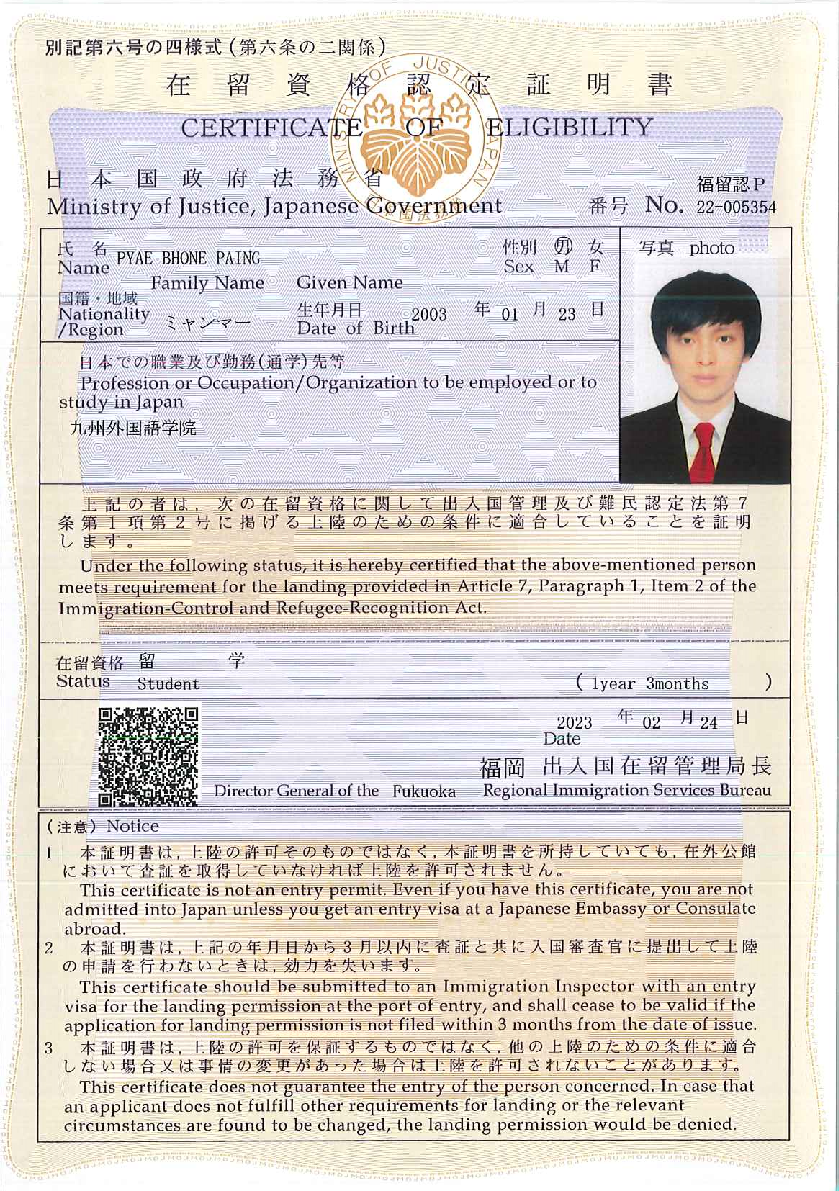 別記第六号の四様式(第六条の二関係)
在留資格認定証明書
CERTIFICATE OF ELIGIBILITY
MINISTRY OF JUSTICE JAPAN
日本国政府法務省
福留認P
Ministry of Justice, Japanese Government 番号 No. 22-005354
氏名
Name PYAE BHONE PAING
Family Name Given Name
性別 男 女
Sex M F
写真 photo
国籍・地域
Nationality
/Region ミャンマー
生年月日 2003 年 01 月 23 日
Date of Birth
日本での職業及び勤務(通学)先等
Profession or Occupation/Organization to be employed or to
study in Japan
九州外国語学院
上記の者は、次の在留資格に関して出入国管理及び難民認定法第7
条第1項第2号に掲げる上陸のための条件に適合していることを証明
します。
Under the following status, it is hereby certified that the above-mentioned person
meets requirement for the landing provided in Article 7, Paragraph 1, Item 2 of the
Immigration-Control and Refugee-Recognition Act.
在留資格 留 学
Status Student ( 1year 3months )
2023 年 02 月 24 日
Date
福岡 出入国在留管理局長
Director General of the Fukuoka Regional Immigration Services Bureau
(注意) Notice
1 本証明書は、上陸の許可そのものではなく、本証明書を所持していても、在外公館
において査証を取得していなければ上陸を許可されません。
This certificate is not an entry permit. Even if you have this certificate, you are not
admitted into Japan unless you get an entry visa at a Japanese Embassy or Consulate
abroad.
2 本証明書は、上記の年月日から3月以内に査証と共に入国審査官に提出して上陸
の申請を行わないときは、効力を失います。
This certificate should be submitted to an Immigration Inspector with an entry
visa for the landing permission at the port of entry, and shall cease to be valid if the
application for landing permission is not filed within 3 months from the date of issue.
3 本証明書は、上陸の許可を保証するものではなく、他の上陸のための条件に適合
しない場合又は事情の変更があった場合は上陸を許可されないことがあります。
This certificate does not guarantee the entry of the person concerned. In case that
an applicant does not fulfill other requirements for landing or the relevant
circumstances are found to be changed, the landing permission would be denied.